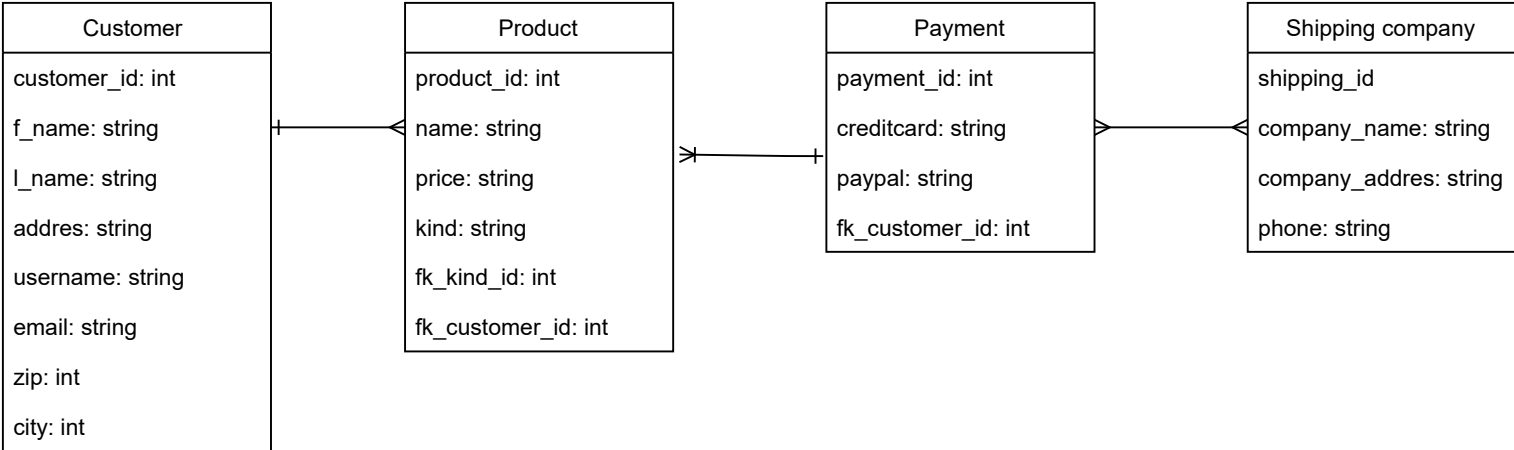 Customer
customer_id: int
f_name: string
l_name: string
addres: string
username: string
email: string
zip: int
city: int
Product
product_id: int
name: string
price: string
kind: string
fk_kind_id: int
fk_customer_id: int
Payment
payment_id: int
creditcard: string
paypal: string
fk_customer_id: int
Shipping company
shipping_id
company_name: string
company_addres: string
phone: string